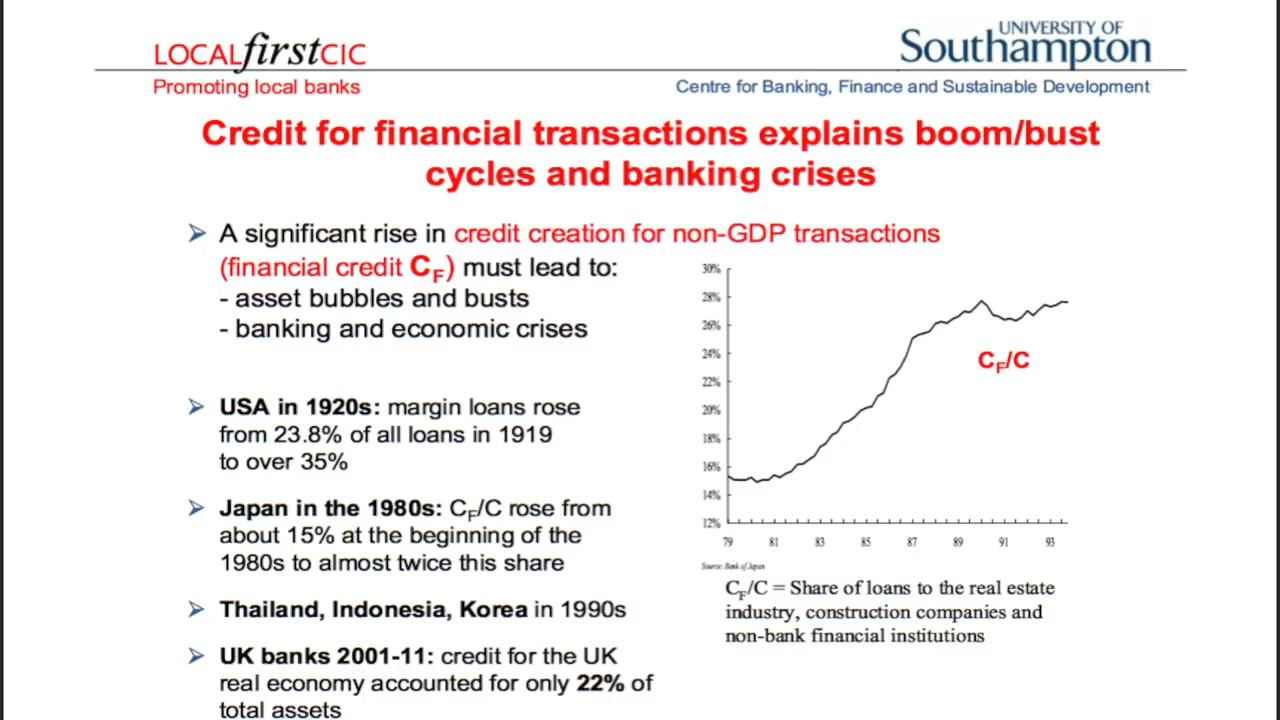 LOCALfirstCIC
Promoting local banks
UNIVERSITY OF
Southampton
Centre for Banking, Finance and Sustainable Development
Credit for financial transactions explains boom/bust
cycles and banking crises
➢ A significant rise in credit creation for non-GDP transactions
(financial credit CF) must lead to:
- asset bubbles and busts
- banking and economic crises
➢ USA in 1920s: margin loans rose
from 23.8% of all loans in 1919
to over 35%
➢ Japan in the 1980s: CF/C rose from
about 15% at the beginning of the
1980s to almost twice this share
➢ Thailand, Indonesia, Korea in 1990s
➢ UK banks 2001-11: credit for the UK
real economy accounted for only 22% of
total assets
30%
28%
26%
24%
22%
20%
18%
16%
14%
12%
79 81 83 85 87 89 91 93
CF/C
Source: Bank of Japan
CF/C = Share of loans to the real estate
industry, construction companies and
non-bank financial institutions